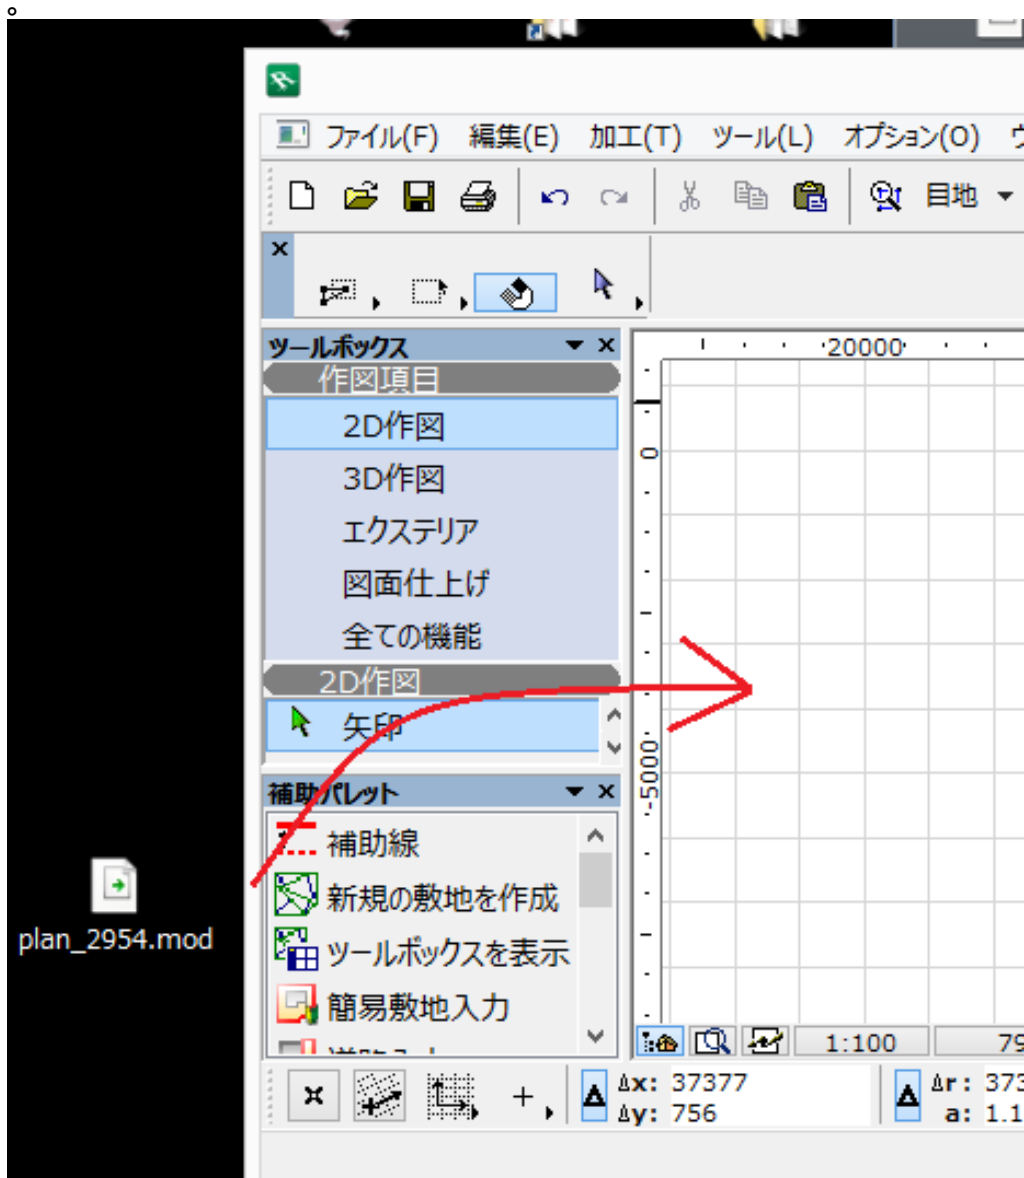 。
ファイル(F) 編集(E) 加工(T) ツール(L) オプション(O)
目地
ツールボックス
作図項目
2D作図
3D作図
エクステリア
図面仕上げ
全ての機能
2D作図
矢印
補助パレット
補助線
新規の敷地を作成
ツールボックスを表示
簡易敷地入力
20000
0
-5000
plan_2954.mod
1:100 79
Δx: 37377
Δy: 756
Δr: 373
a: 1.1